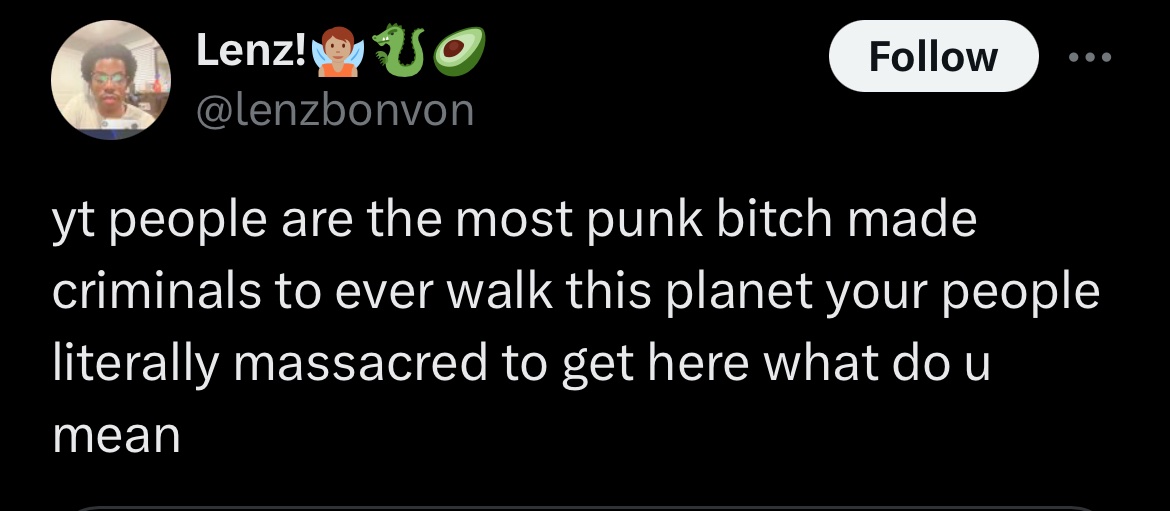 Lenz!🧚🏽🐉🥑
@lenzbonvon
Follow
yt people are the most punk bitch made
criminals to ever walk this planet your people
literally massacred to get here what do u
mean